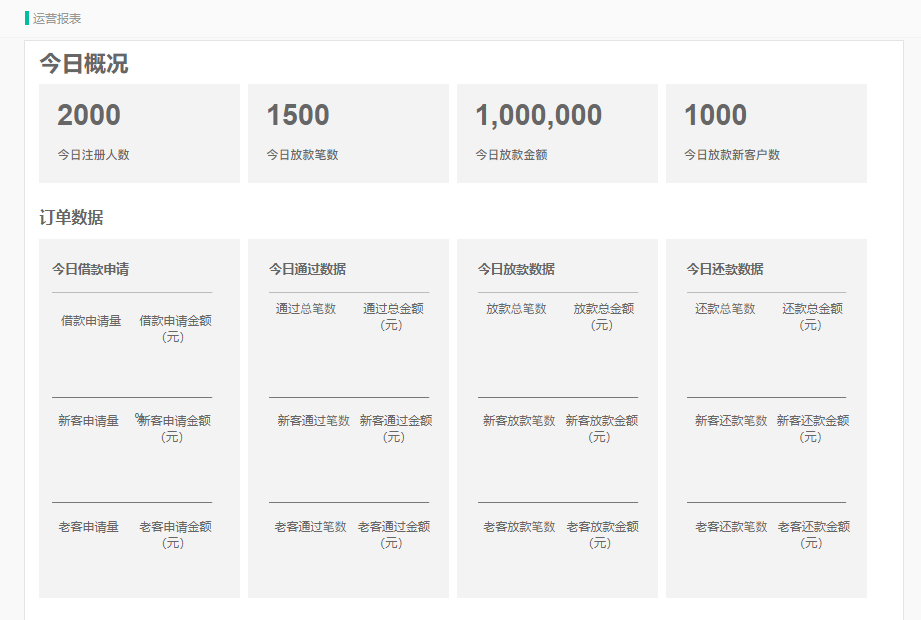 运营报表
今日概况
2000
1500
1,000,000
1000
今日注册人数
今日放款笔数
今日放款金额
今日放款新客户数
订单数据
今日借款申请
今日通过数据
今日放款数据
今日还款数据
借款申请量
借款申请金额
(元)
通过总笔数
通过总金额
(元)
放款总笔数
放款总金额
(元)
还款总笔数
还款总金额
(元)
新客申请量
%
新客申请金额
(元)
新客通过笔数
新客通过金额
(元)
新客放款笔数
新客放款金额
(元)
新客还款笔数
新客还款金额
(元)
老客申请量
老客申请金额
(元)
老客通过笔数
老客通过金额
(元)
老客放款笔数
老客放款金额
(元)
老客还款笔数
老客还款金额
(元)